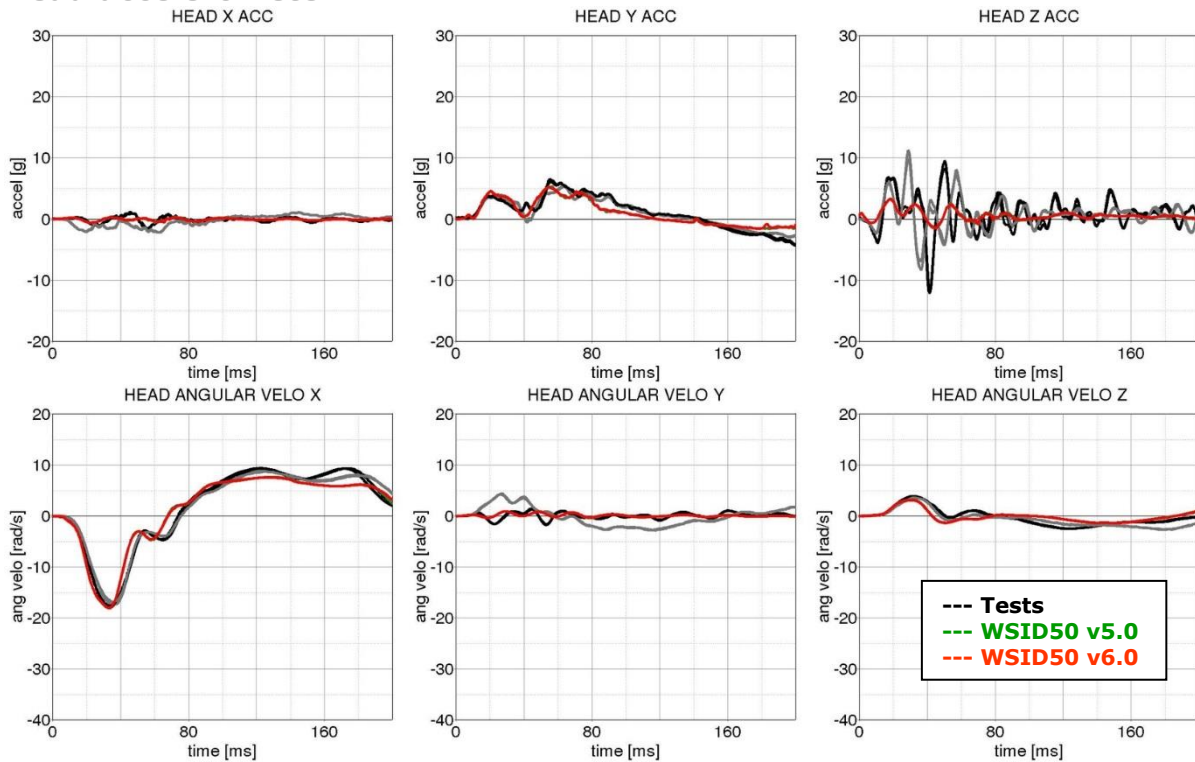 HEAD X ACC
30
20
10
0
-10
-20
accel [g]
0
80
160
time [ms]
HEAD Y ACC
30
20
10
0
-10
-20
accel [g]
0
80
160
time [ms]
HEAD Z ACC
30
20
10
0
-10
-20
accel [g]
0
80
160
time [ms]
HEAD ANGULAR VELO X
20
10
0
-10
-20
-30
-40
ang velo [rad/s]
0
80
160
time [ms]
HEAD ANGULAR VELO Y
20
10
0
-10
-20
-30
-40
ang velo [rad/s]
0
80
160
time [ms]
HEAD ANGULAR VELO Z
20
10
0
-10
-20
-30
-40
ang velo [rad/s]
0
80
160
time [ms]
--- Tests
--- WSID50 v5.0
--- WSID50 v6.0